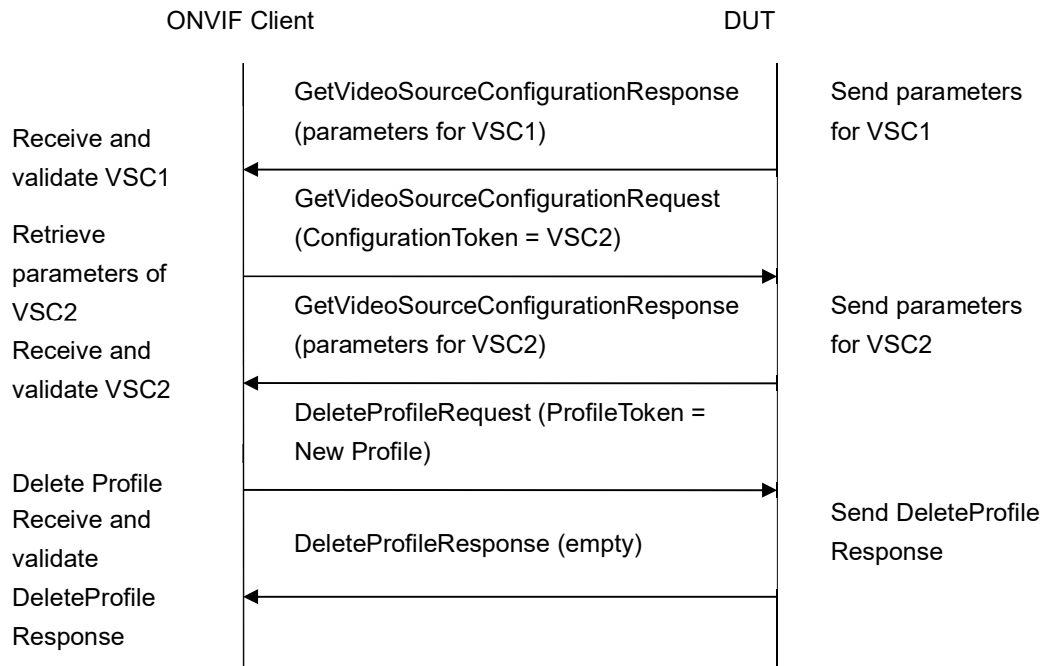 ONVIF Client
DUT
GetVideoSourceConfigurationResponse
(parameters for VSC1)
Send parameters
for VSC1
Receive and
validate VSC1
GetVideoSourceConfigurationRequest
(ConfigurationToken = VSC2)
Retrieve
parameters of
VSC2
GetVideoSourceConfigurationResponse
(parameters for VSC2)
Send parameters
for VSC2
Receive and
validate VSC2
DeleteProfileRequest (ProfileToken =
New Profile)
Delete Profile
Receive and
validate
DeleteProfile
Response
DeleteProfileResponse (empty)
Send DeleteProfile
Response